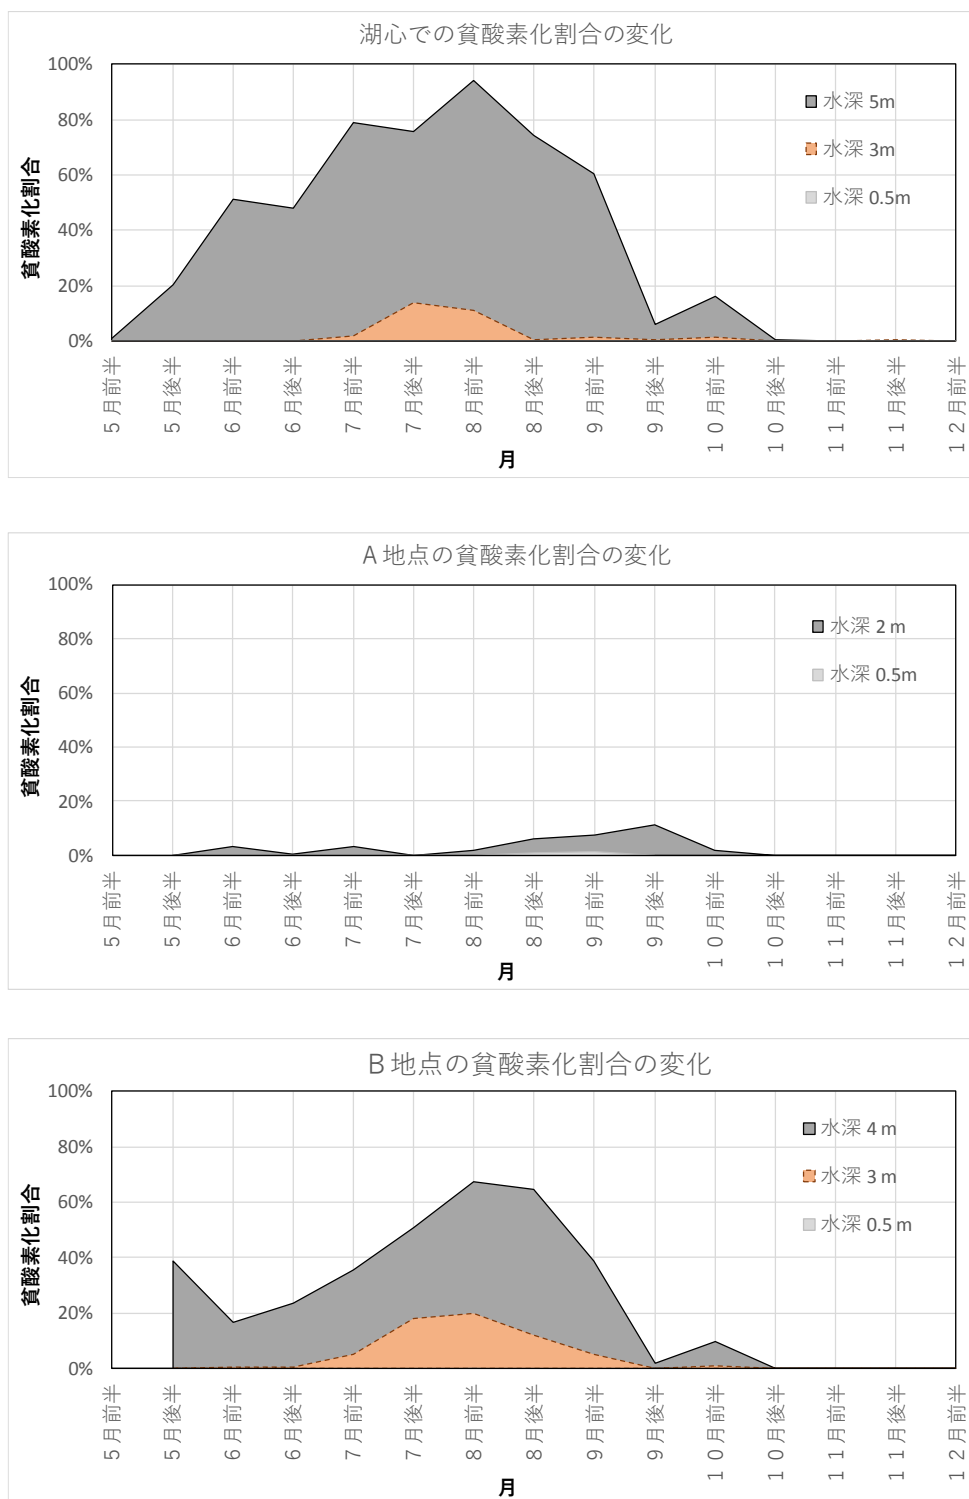 湖心での貧酸素化割合の変化
100%
80%
60%
40%
20%
0%
貧酸素化割合
水深 5m
水深 3m
水深 0.5m
5月前半
5月後半
6月前半
6月後半
7月前半
7月後半
8月前半
8月後半
9月前半
9月後半
10月前半
10月後半
11月前半
11月後半
12月前半
月
A地点の貧酸素化割合の変化
100%
80%
60%
40%
20%
0%
貧酸素化割合
水深 2 m
水深 0.5m
5月前半
5月後半
6月前半
6月後半
7月前半
7月後半
8月前半
8月後半
9月前半
9月後半
10月前半
10月後半
11月前半
11月後半
12月前半
月
B地点の貧酸素化割合の変化
100%
80%
60%
40%
20%
0%
貧酸素化割合
水深 4 m
水深 3 m
水深 0.5 m
5月前半
5月後半
6月前半
6月後半
7月前半
7月後半
8月前半
8月後半
9月前半
9月後半
10月前半
10月後半
11月前半
11月後半
12月前半
月